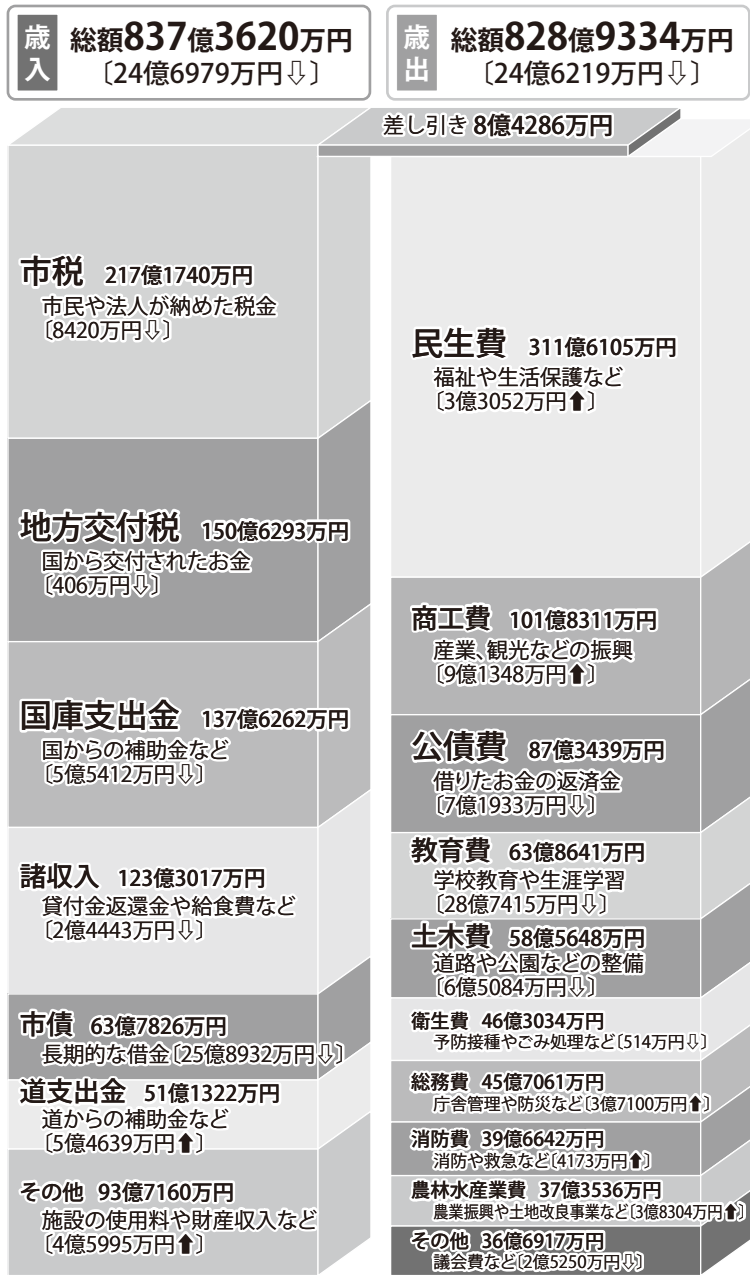 歳入
総額837億3620万円
〔24億6979万円⇩〕
歳出
総額828億9334万円
〔24億6219万円⇩〕
差し引き 8億4286万円
市税 217億1740万円
市民や法人が納めた税金
〔8420万円⇩〕
地方交付税 150億6293万円
国から交付されたお金
〔406万円⇩〕
国庫支出金 137億6262万円
国からの補助金など
〔5億5412万円⇩〕
諸収入 123億3017万円
貸付金返還金や給食費など
〔2億4443万円⇩〕
市債 63億7826万円
長期的な借金〔25億8932万円⇩〕
道支出金 51億1322万円
道からの補助金など
〔5億4639万円⬆〕
その他 93億7160万円
施設の使用料や財産収入など
〔4億5995万円⬆〕
民生費 311億6105万円
福祉や生活保護など
〔3億3052万円⬆〕
商工費 101億8311万円
産業、観光などの振興
〔9億1348万円⬆〕
公債費 87億3439万円
借りたお金の返済金
〔7億1933万円⇩〕
教育費 63億8641万円
学校教育や生涯学習
〔28億7415万円⇩〕
土木費 58億5648万円
道路や公園などの整備
〔6億5084万円⇩〕
衛生費 46億3034万円
予防接種やごみ処理など〔514万円⇩〕
総務費 45億7061万円
庁舎管理や防災など〔3億7100万円⬆〕
消防費 39億6642万円
消防や救急など〔4173万円⬆〕
農林水産業費 37億3536万円
農業振興や土地改良事業など〔3億8304万円⬆〕
その他 36億6917万円
議会費など〔2億5250万円⇩〕